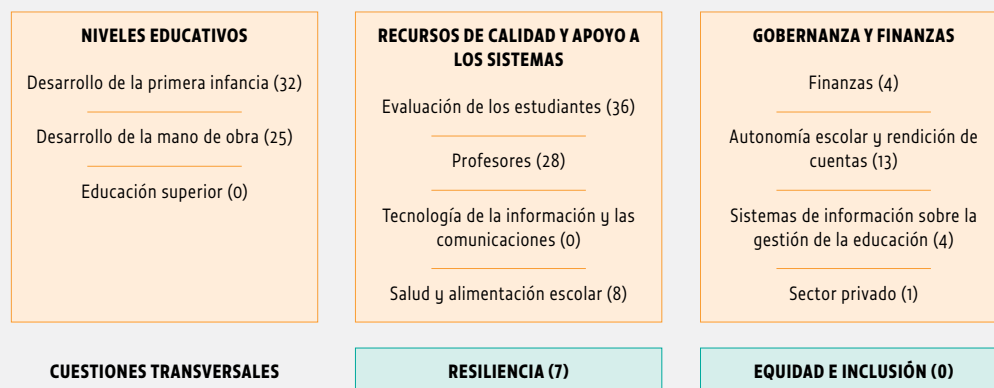 NIVELES EDUCATIVOS
Desarrollo de la primera infancia (32)
Desarrollo de la mano de obra (25)
Educación superior (0)
RECURSOS DE CALIDAD Y APOYO A
LOS SISTEMAS
Evaluación de los estudiantes (36)
Profesores (28)
Tecnología de la información y las
comunicaciones (0)
Salud y alimentación escolar (8)
GOBERNANZA Y FINANZAS
Finanzas (4)
Autonomía escolar y rendición de
cuentas (13)
Sistemas de información sobre la
gestión de la educación (4)
Sector privado (1)
CUESTIONES TRANSVERSALES
RESILIENCIA (7)
EQUIDAD E INCLUSIÓN (0)